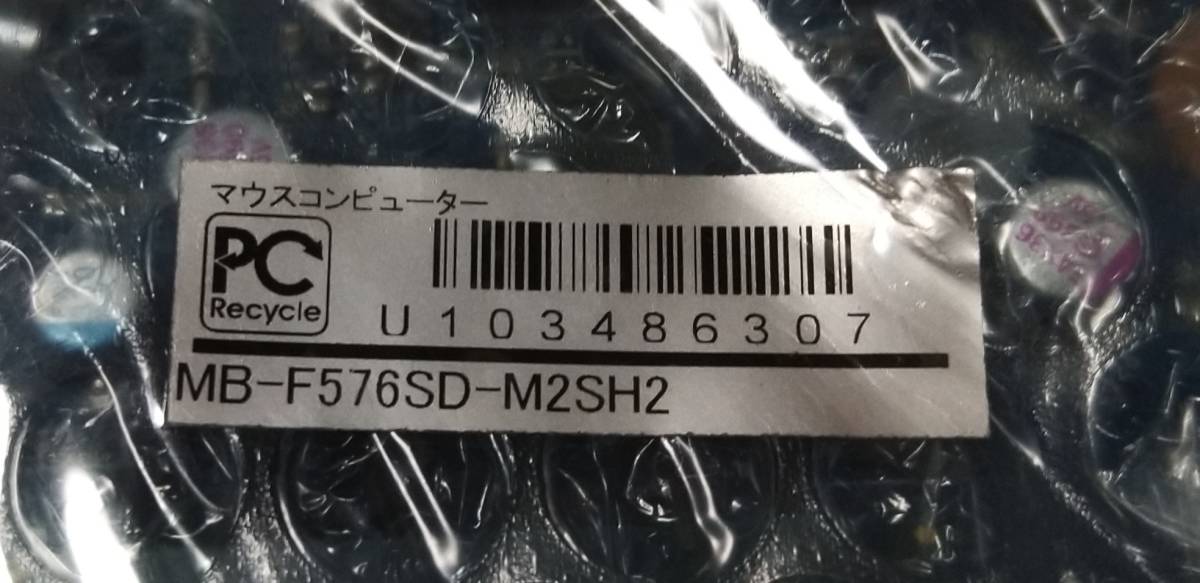 マウスコンピューター
PC
Recycle
U103486307
MB-F576SD-M2SH2